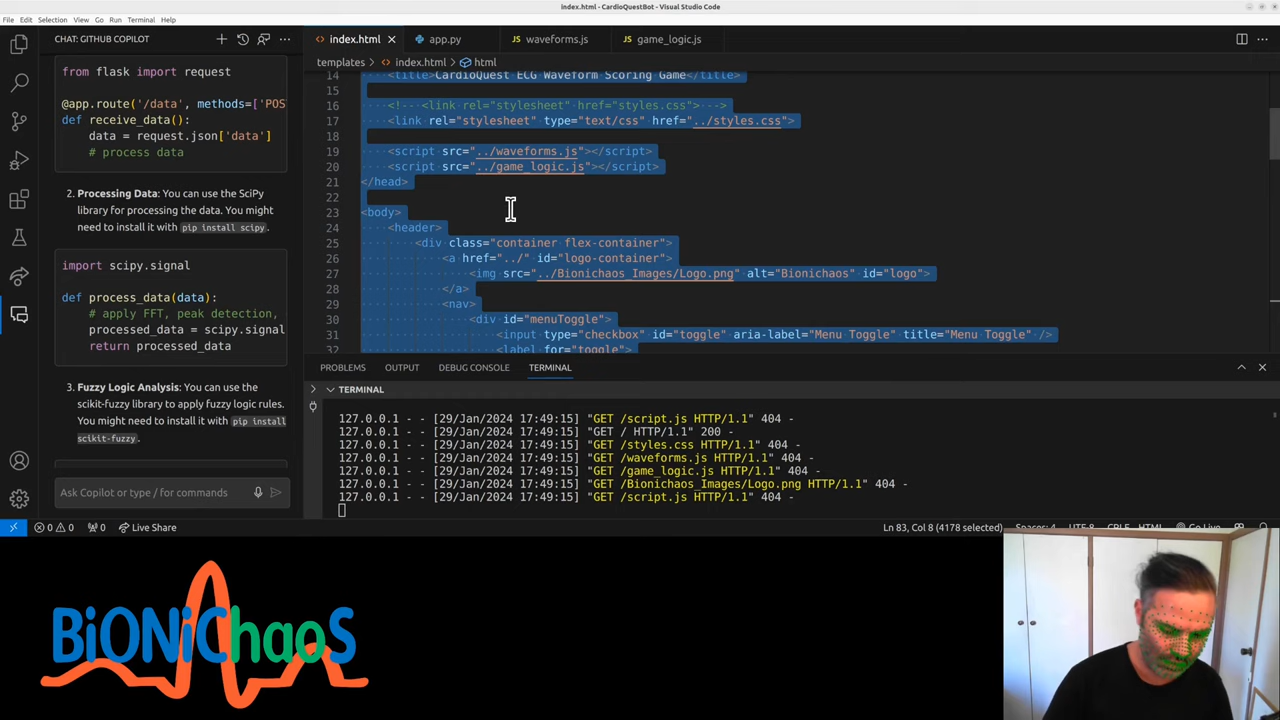 index.html - CardioQuestBot - Visual Studio Code
File Edit Selection View Go Run Terminal Help
CHAT: GITHUB COPILOT
from flask import request
@app.route('/data', methods=['POS
def receive_data():
data = request.json['data']
# process data
2. Processing Data: You can use the SciPy
library for processing the data. You might
need to install it with pip install scipy.
import scipy.signal
def process_data(data):
# apply FFT, peak detection,
processed_data = scipy.signal
return processed_data
3. Fuzzy Logic Analysis: You can use the
scikit-fuzzy library to apply fuzzy logic rules.
You might need to install it with pip install
scikit-fuzzy.
Ask Copilot or type / for commands
index.html
app.py
waveforms.js
game_logic.js
templates > index.html > html
14 <title>CardioQuest ECG Waveform Scoring Game</title>
15
16 <!-- <link rel="stylesheet" href="styles.css"> -->
17 <link rel="stylesheet" type="text/css" href="../styles.css">
18
19 <script src="../waveforms.js"></script>
20 <script src="../game_logic.js"></script>
21 </head>
22
23 <body>
24 <header>
25 <div class="container flex-container">
26 <a href="../" id="logo-container">
27 <img src="../Bionichaos_Images/Logo.png" alt="Bionichaos" id="logo">
28 </a>
29 <nav>
30 <div id="menuToggle">
31 <input type="checkbox" id="toggle" aria-label="Menu Toggle" title="Menu Toggle" />
32 <label for="toggle">
PROBLEMS OUTPUT DEBUG CONSOLE TERMINAL
TERMINAL
127.0.0.1 - - [29/Jan/2024 17:49:15] "GET /script.js HTTP/1.1" 404 -
127.0.0.1 - - [29/Jan/2024 17:49:15] "GET / HTTP/1.1" 200 -
127.0.0.1 - - [29/Jan/2024 17:49:15] "GET /styles.css HTTP/1.1" 404 -
127.0.0.1 - - [29/Jan/2024 17:49:15] "GET /waveforms.js HTTP/1.1" 404 -
127.0.0.1 - - [29/Jan/2024 17:49:15] "GET /game_logic.js HTTP/1.1" 404 -
127.0.0.1 - - [29/Jan/2024 17:49:15] "GET /Bionichaos_Images/Logo.png HTTP/1.1" 404 -
127.0.0.1 - - [29/Jan/2024 17:49:15] "GET /script.js HTTP/1.1" 404 -
0 0 0 Live Share
Ln 83, Col 8 (4178 selected) Spaces: 4 UTF-8 CRLF HTML Go Live
BiONiChaoS